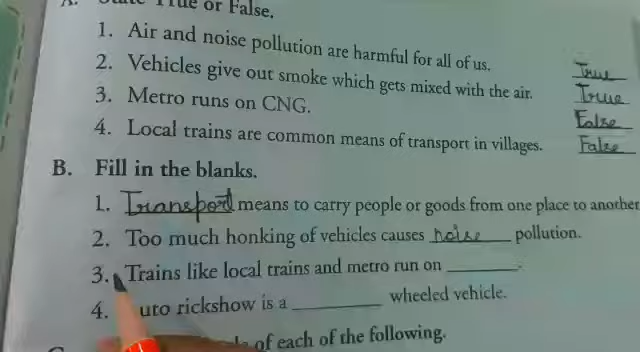 A. State True or False.
1. Air and noise pollution are harmful for all of us. True
2. Vehicles give out smoke which gets mixed with the air. True
3. Metro runs on CNG. False
4. Local trains are common means of transport in villages. False
B. Fill in the blanks.
1. Transport means to carry people or goods from one place to another
2. Too much honking of vehicles causes noise pollution.
3. Trains like local trains and metro run on ________.
4. uto rickshow is a ________ wheeled vehicle.
of each of the following.